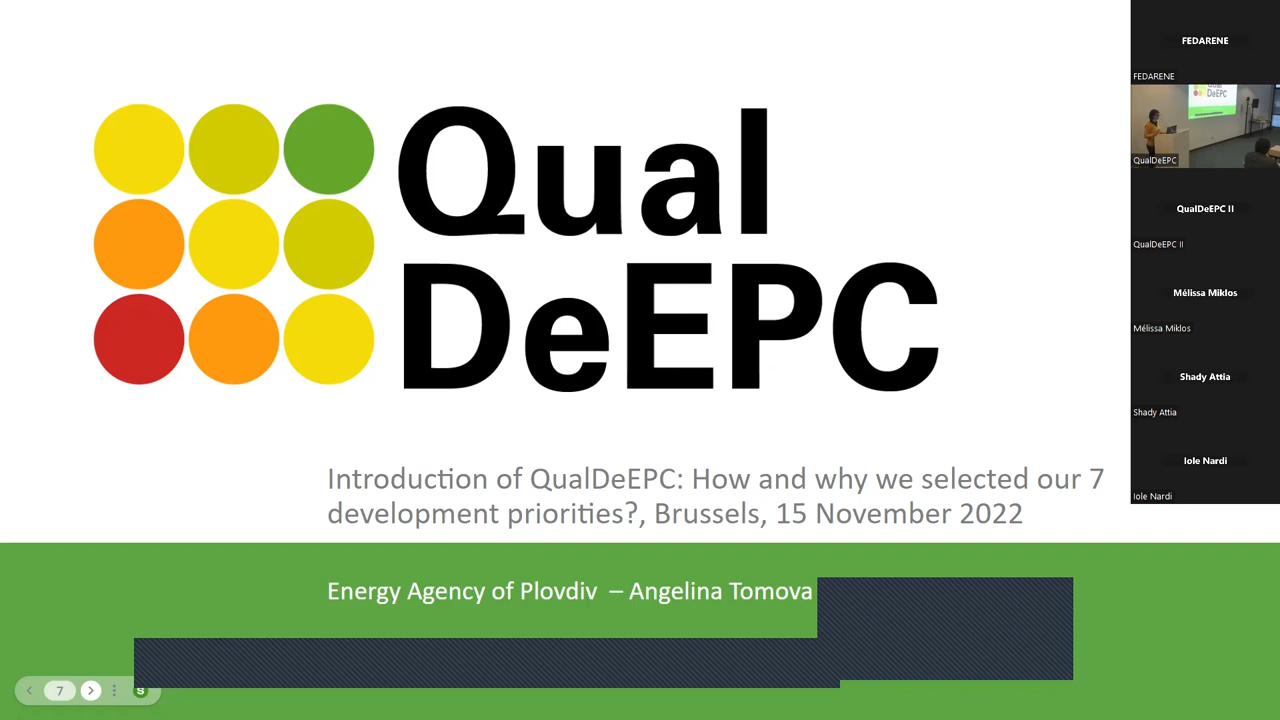 Qual
DeEPC
Introduction of QualDeEPC: How and why we selected our 7
development priorities?, Brussels, 15 November 2022
Energy Agency of Plovdiv – Angelina Tomova
7
S
FEDARENE
FEDARENE
DeEPC
QualDeEPC
QualDeEPC II
QualDeEPC II
Mélissa Miklos
Mélissa Miklos
Shady Attia
Shady Attia
Iole Nardi
Iole Nardi